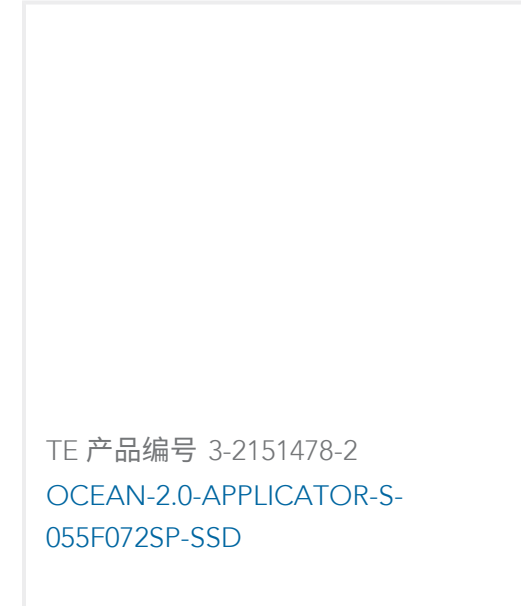 TE 产品编号 3-2151478-2
OCEAN-2.0-APPLICATOR-S-
055F072SP-SSD